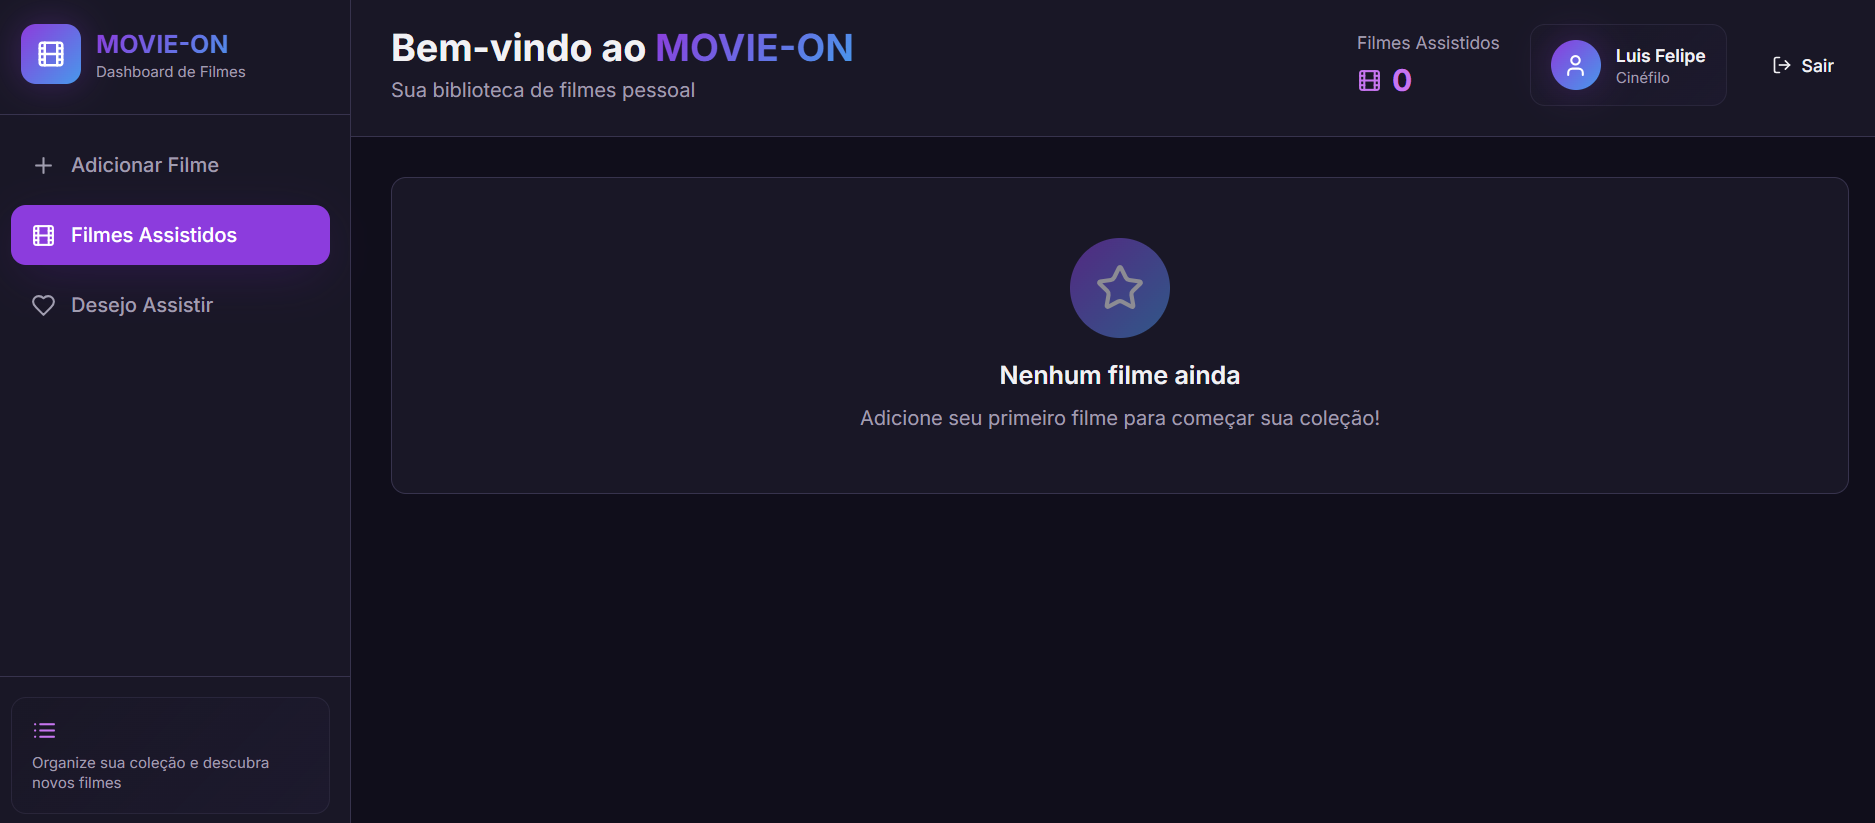 MOVIE-ON
Dashboard de Filmes
Adicionar Filme
Filmes Assistidos
Desejo Assistir
Organize sua coleção e descubra
novos filmes
Bem-vindo ao MOVIE-ON
Sua biblioteca de filmes pessoal
Filmes Assistidos
0
Luis Felipe
Cinéfilo
Sair
Nenhum filme ainda
Adicione seu primeiro filme para começar sua coleção!